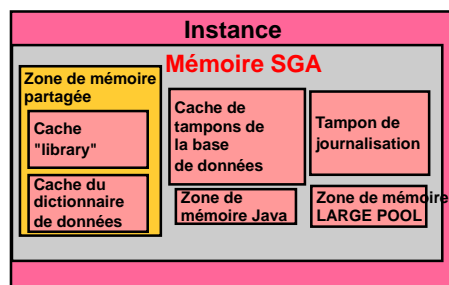 Instance
Mémoire SGA
Zone de mémoire
partagée
Cache
"library"
Cache du
dictionnaire
de données
Cache de
tampons de
la base
de données
Tampon de
journalisation
Zone de
mémoire Java
Zone de mémoire
LARGE POOL